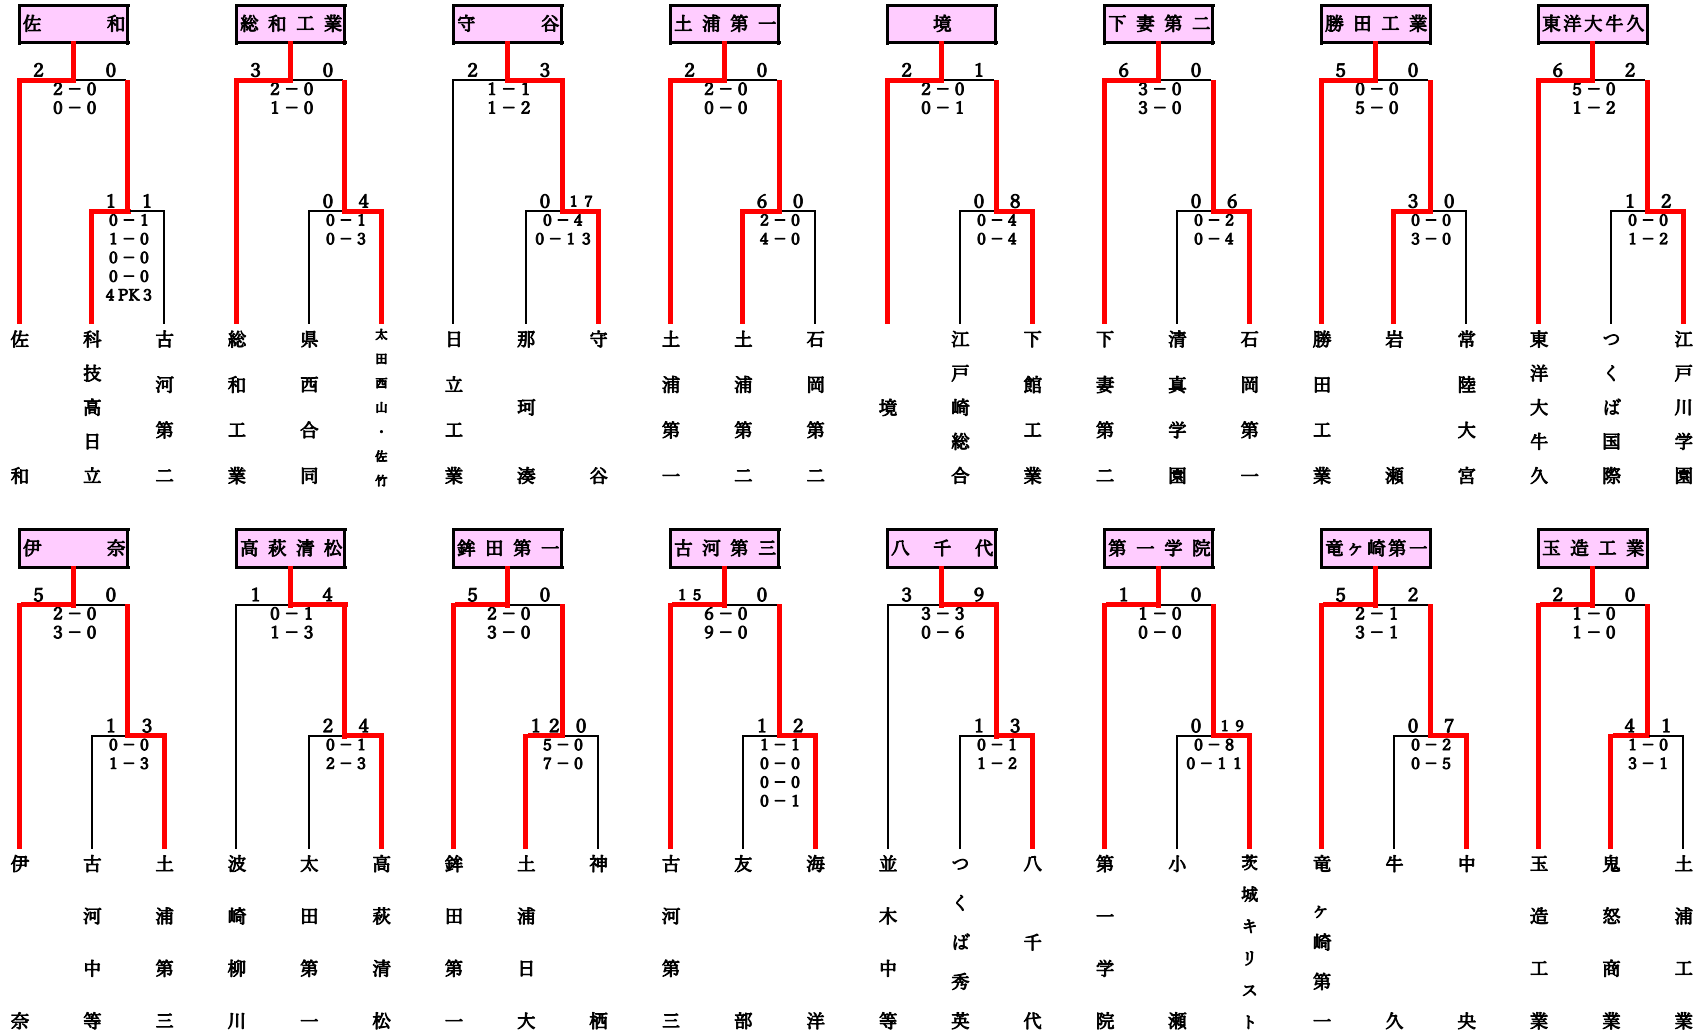 佐和 総和工業 守谷 土浦第一 境 下妻第二 勝田工業 東洋大牛久
2 0 3 0 2 3 2 0 2 1 6 0 5 0 6 2
2－0 2－0 1－1 2－0 2－0 3－0 0－0 5－0
0－0 1－0 1－2 0－0 0－1 3－0 5－0 1－2
1 1 0 4 0 17 6 0 0 8 0 6 3 0 1 2
0－1 0－1 0－4 2－0 0－4 0－2 0－0 0－0
1－0 0－3 0－13 4－0 0－4 0－4 3－0 1－2
0－0
0－0
4PK3
佐和
科技高日立
古河第二
総和工業
県西合同
太田西山・佐竹
日立工業
那珂湊
守谷
土浦第一
土浦第二
石岡第二
境
江戸崎総合
下館工業
下妻第二
清真学園
石岡第一
勝田工業
岩瀬
常陸大宮
東洋大牛久
つくば国際
江戸川学園
伊奈 高萩清松 鉾田第一 古河第三 八千代 第一学院 竜ヶ崎第一 玉造工業
5 0 1 4 5 0 15 0 3 9 1 0 5 2 2 0
2－0 0－1 2－0 6－0 3－3 1－0 2－1 1－0
3－0 1－3 3－0 9－0 0－6 0－0 3－1 1－0
1 3 2 4 12 0 1 2 1 3 0 19 0 7 4 1
0－0 0－1 5－0 1－1 0－1 0－8 0－2 1－0
1－3 2－3 7－0 0－0 1－2 0－11 0－5 3－1
0－0
0－1
伊奈
古河中等
土浦第三
波崎柳川
太田第一
高萩清松
鉾田第一
土浦日大
神栖
古河第三
友部
海洋
並木中等
つくば秀英
八千代
第一学院
小瀬
茨城キリスト
竜ヶ崎第一
牛久
中央
玉造工業
鬼怒商業
土浦工業